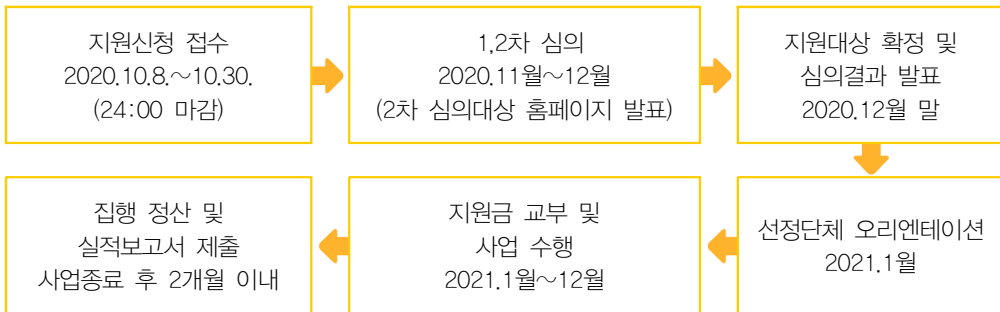 지원신청 접수
2020.10.8.~10.30.
(24:00 마감)
1,2차 심의
2020.11월~12월
(2차 심의대상 홈페이지 발표)
지원대상 확정 및
심의결과 발표
2020.12월 말
선정단체 오리엔테이션
2021.1월
지원금 교부 및
사업 수행
2021.1월~12월
집행 정산 및
실적보고서 제출
사업종료 후 2개월 이내